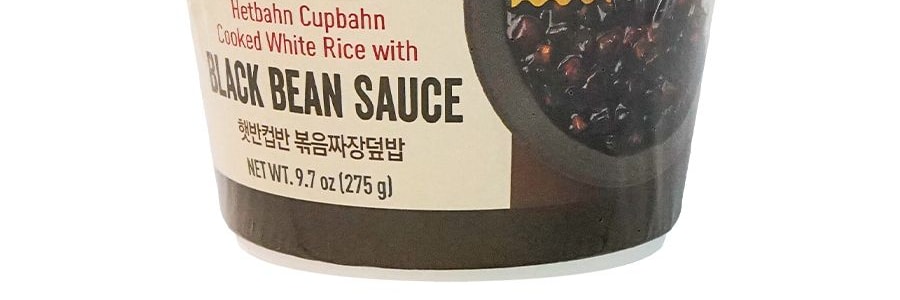 Hetbahn Cupbahn
Cooked White Rice with
BLACK BEAN SAUCE
햇반컵반 볶음짜장덮밥
NET WT. 9.7 oz (275 g)